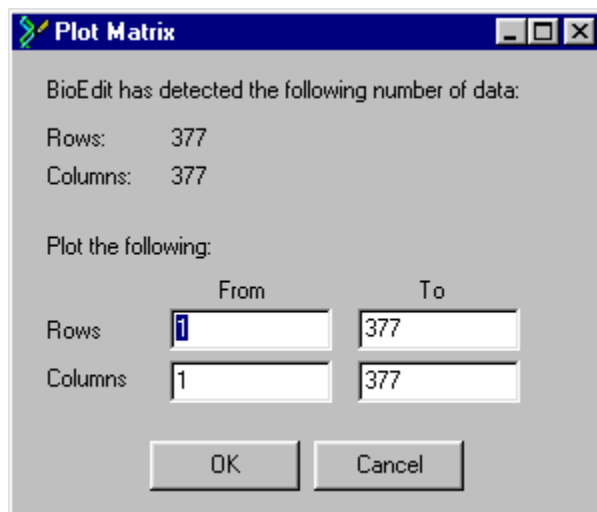 Plot Matrix
BioEdit has detected the following number of data:
Rows: 377
Columns: 377
Plot the following:
From To
Rows 1 377
Columns 1 377
OK Cancel